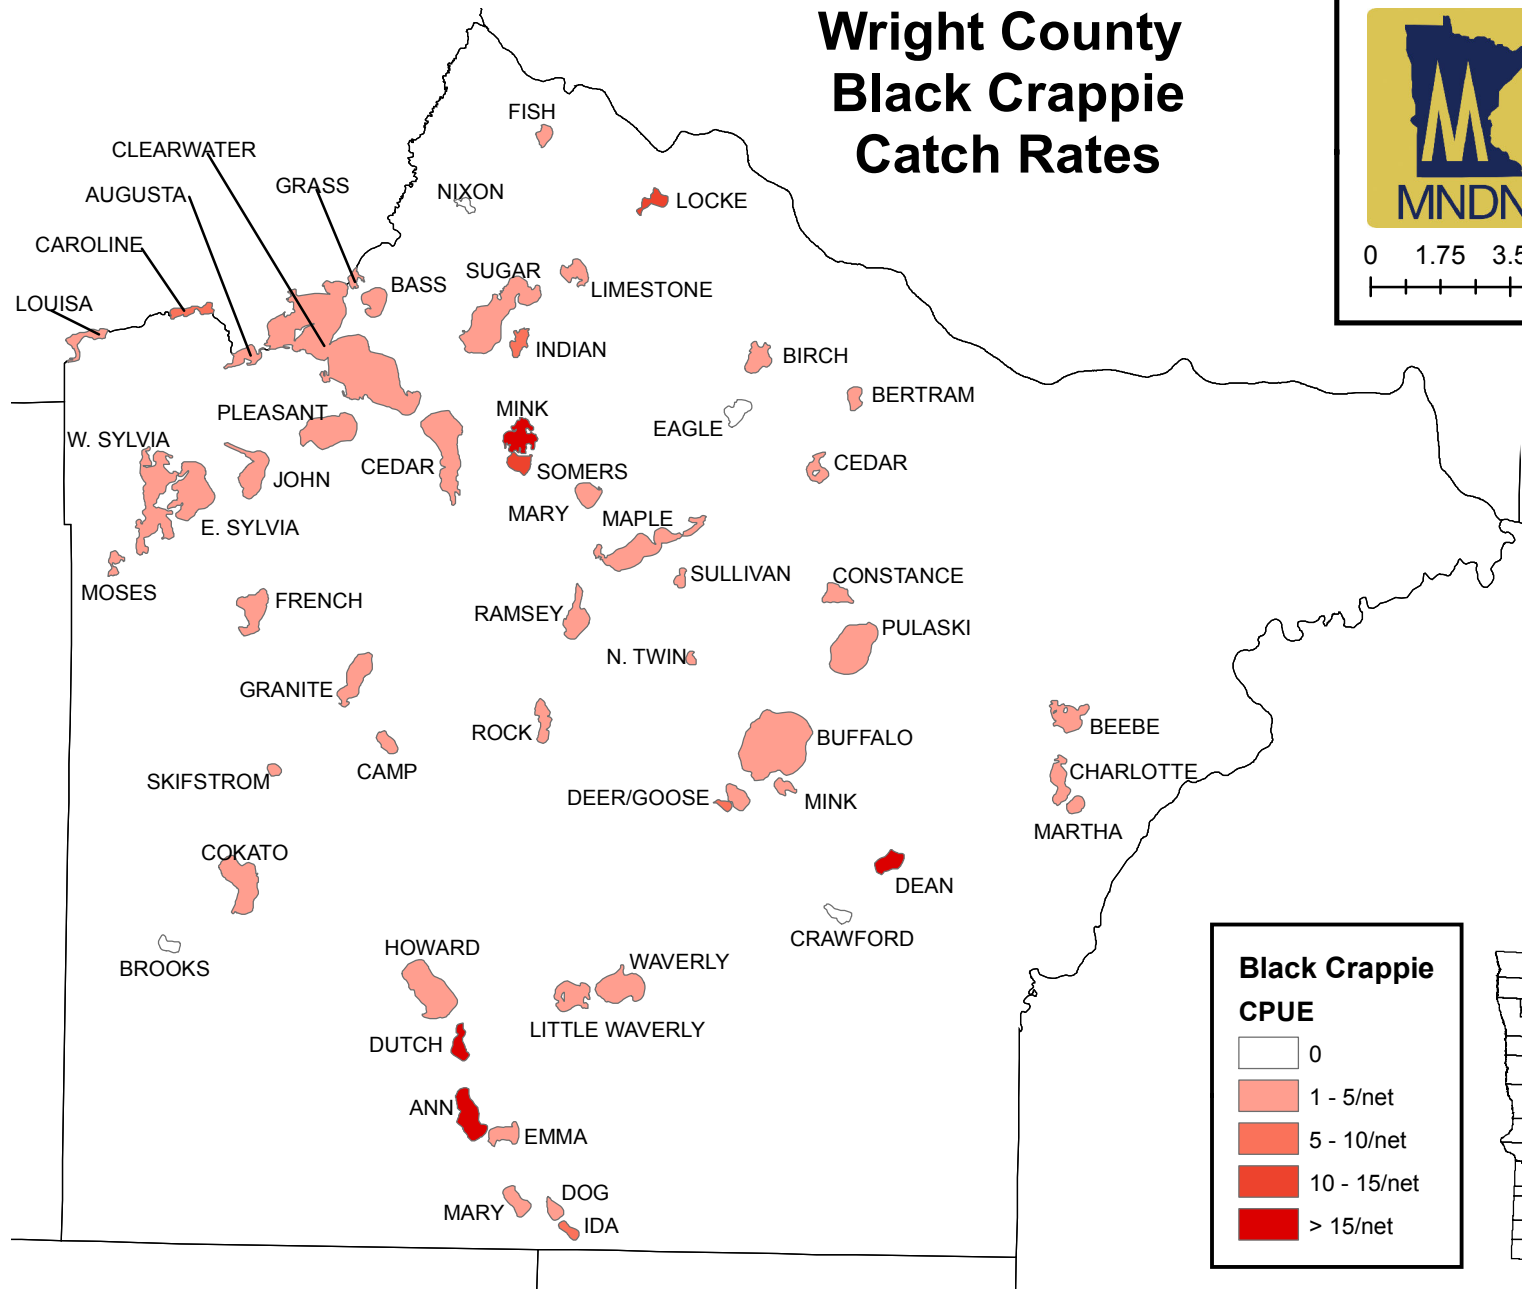 Wright County
Black Crappie
Catch Rates
MNDN
0 1.75 3.5
FISH
CLEARWATER
AUGUSTA
GRASS
NIXON
LOCKE
CAROLINE
LOUISA
BASS
SUGAR
LIMESTONE
INDIAN
BIRCH
BERTRAM
PLEASANT
MINK
EAGLE
W. SYLVIA
JOHN
CEDAR
SOMERS
CEDAR
MARY
MAPLE
E. SYLVIA
MOSES
FRENCH
RAMSEY
SULLIVAN
CONSTANCE
PULASKI
N. TWIN
GRANITE
ROCK
BUFFALO
BEEBE
SKIFSTROM
CAMP
DEER/GOOSE
MINK
CHARLOTTE
MARTHA
COKATO
DEAN
CRAWFORD
BROOKS
HOWARD
WAVERLY
LITTLE WAVERLY
DUTCH
ANN
EMMA
MARY
DOG
IDA
Black Crappie
CPUE
0
1 - 5/net
5 - 10/net
10 - 15/net
> 15/net